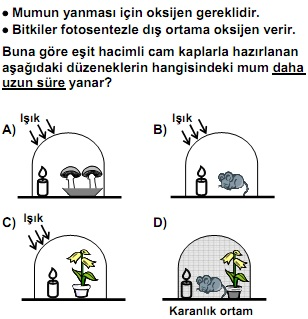 • Mumun yanması için oksijen gereklidir.
• Bitkiler fotosentezle dış ortama oksijen verir.
Buna göre eşit hacimli cam kaplarla hazırlanan
aşağıdaki düzeneklerin hangisindeki mum daha
uzun süre yanar?
A) Işık
B) Işık
C) Işık
D)
Karanlık ortam